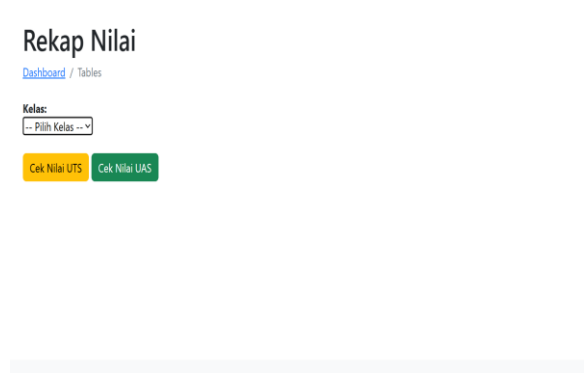 Rekap Nilai
Dashboard / Tables
Kelas:
-- Pilih Kelas --
Cek Nilai UTS Cek Nilai UAS